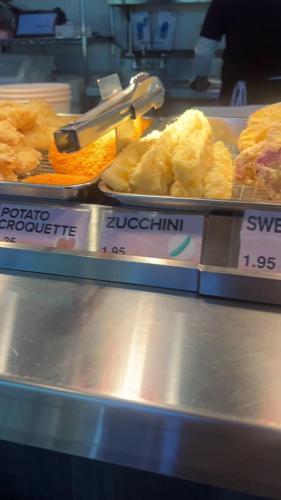 POTATO
CROQUETTE
ZUCCHINI
1.95
SWE
1.95